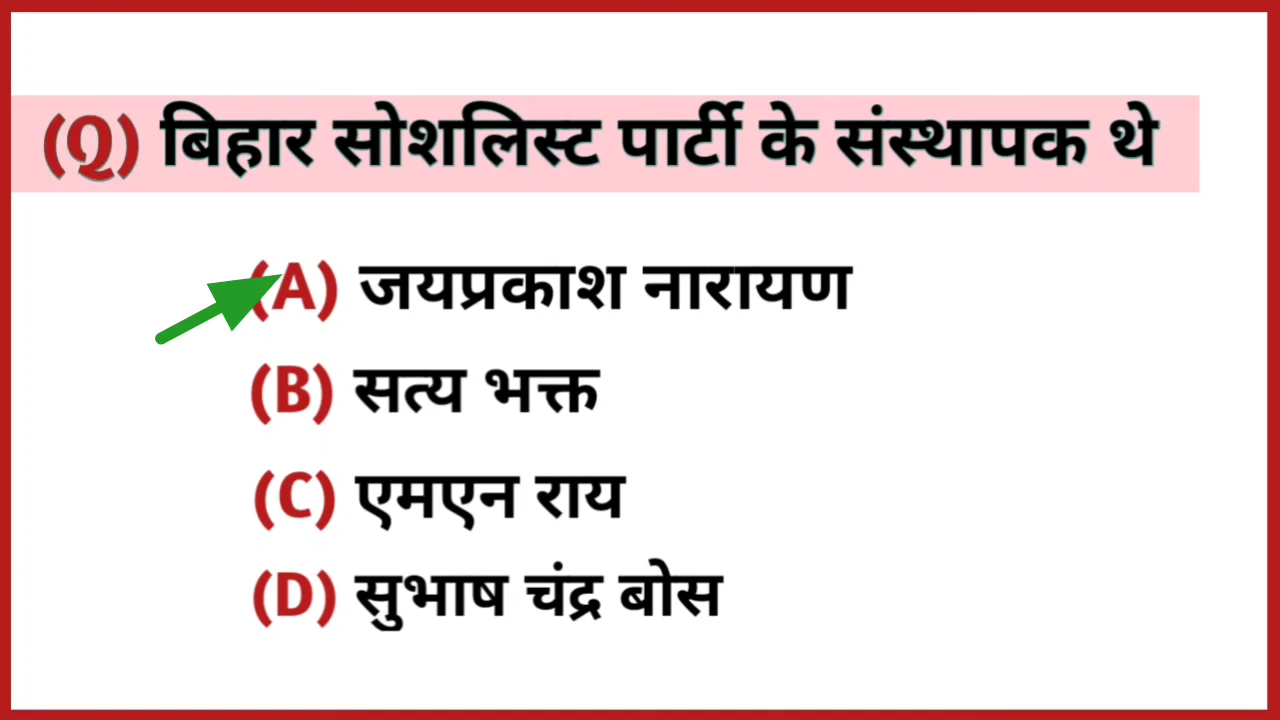 (Q) बिहार सोशलिस्ट पार्टी के संस्थापक थे
(A) जयप्रकाश नारायण
(B) सत्य भक्त
(C) एमएन राय
(D) सुभाष चंद्र बोस